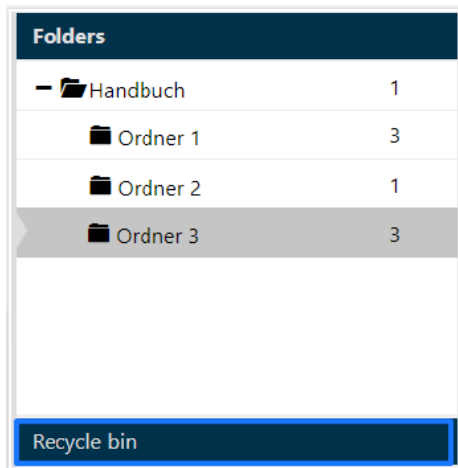 Folders
Handbuch 1
Ordner 1 3
Ordner 2 1
Ordner 3 3
Recycle bin